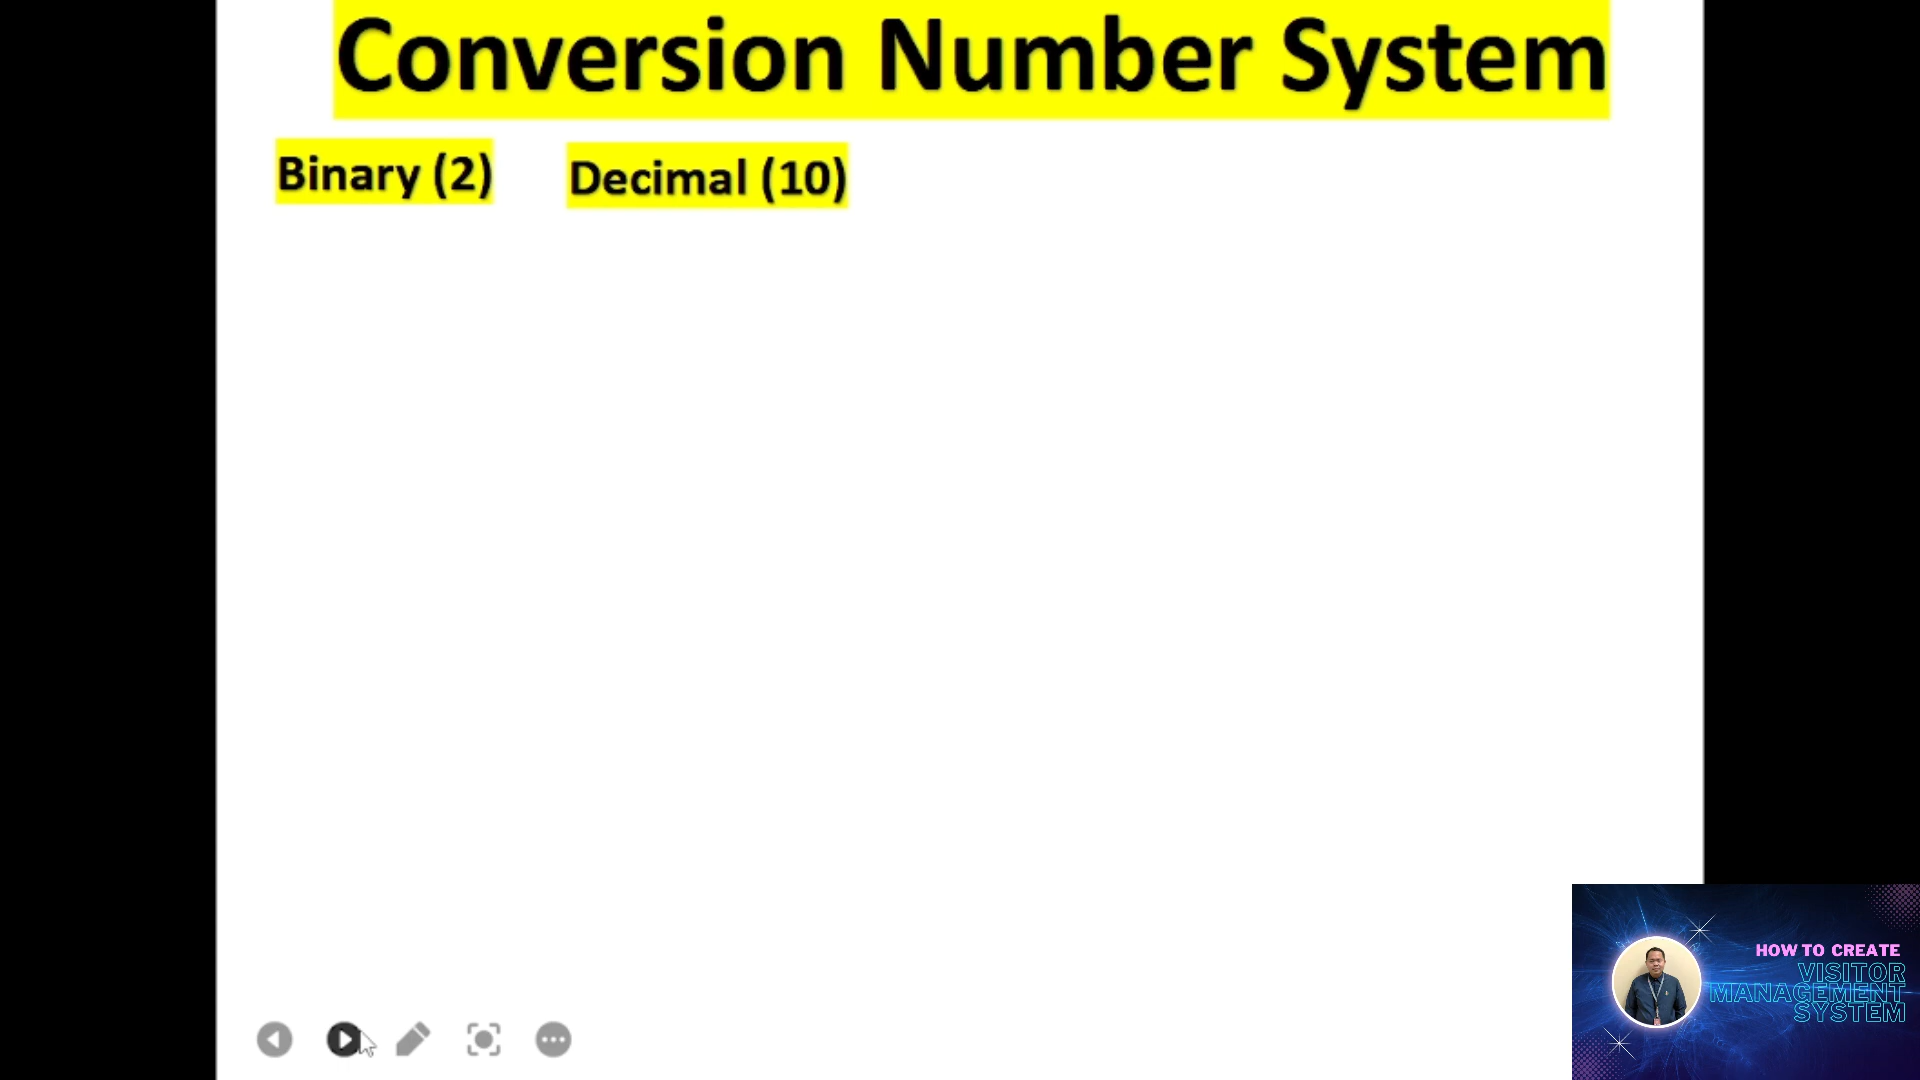 Conversion Number System
Binary (2)
Decimal (10)
HOW TO CREATE
VISITOR
MANAGEMENT
SYSTEM